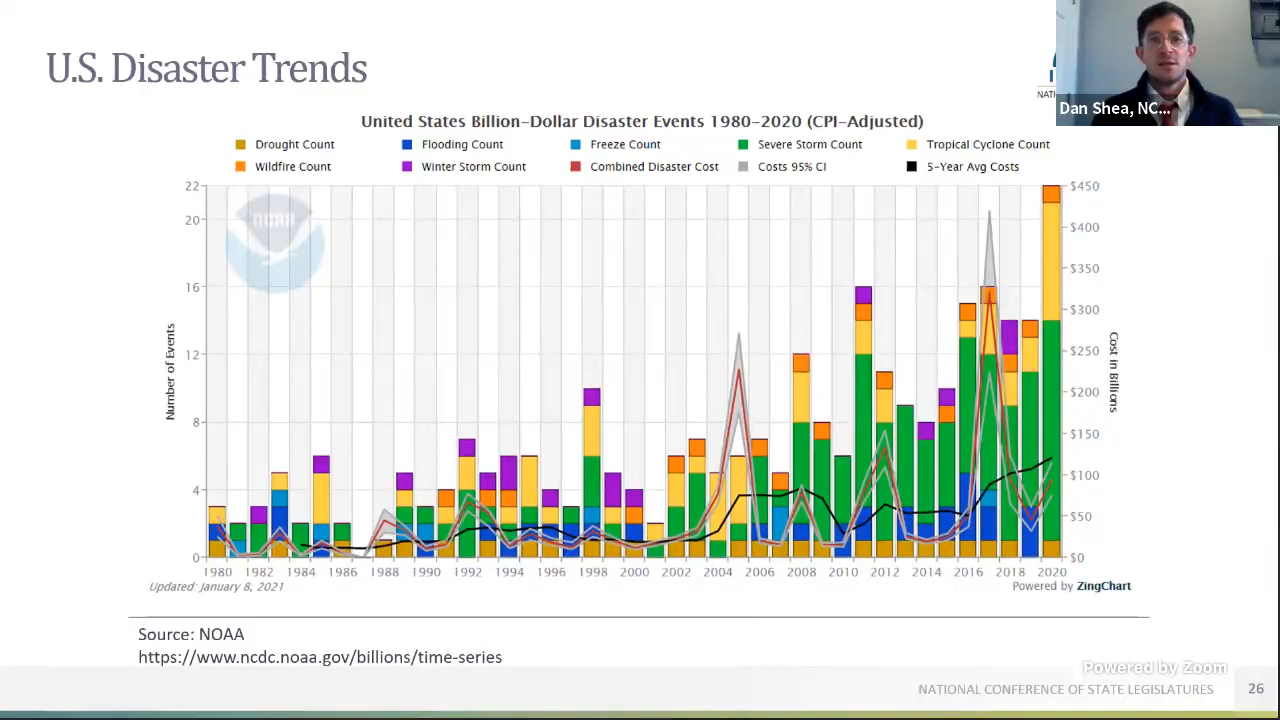 U.S. Disaster Trends
NATI
Dan Shea, NC...
United States Billion-Dollar Disaster Events 1980-2020 (CPI-Adjusted)
Drought Count Flooding Count Freeze Count Severe Storm Count Tropical Cyclone Count
Wildfire Count Winter Storm Count Combined Disaster Cost Costs 95% CI 5-Year Avg Costs
noaa
22
20
16
12
8
4
0
Number of Events
$450
$400
$350
$300
$250
$200
$150
$100
$50
$0
Cost in Billions
1980 1982 1984 1986 1988 1990 1992 1994 1996 1998 2000 2002 2004 2006 2008 2010 2012 2014 2016 2018 2020
Updated: January 8, 2021
Powered by ZingChart
Source: NOAA
https://www.ncdc.noaa.gov/billions/time-series
Powered by Zoom
NATIONAL CONFERENCE OF STATE LEGISLATURES 26